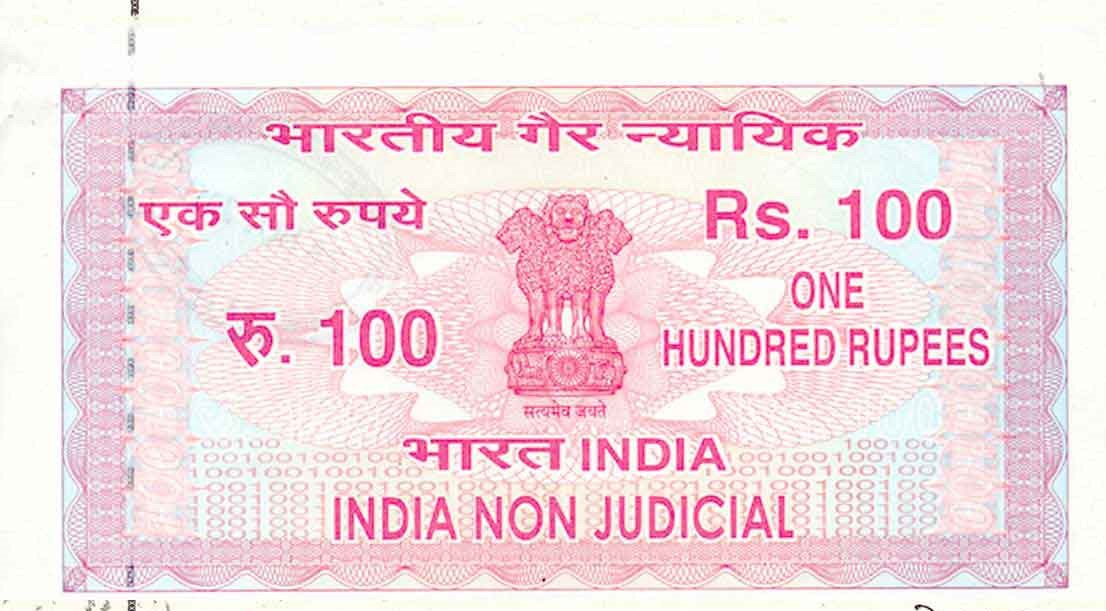 भारतीय गैर न्यायिक
एक सौ रुपये
Rs. 100
रु. 100
ONE
HUNDRED RUPEES
सत्यमेव जयते
भारत INDIA
INDIA NON JUDICIAL